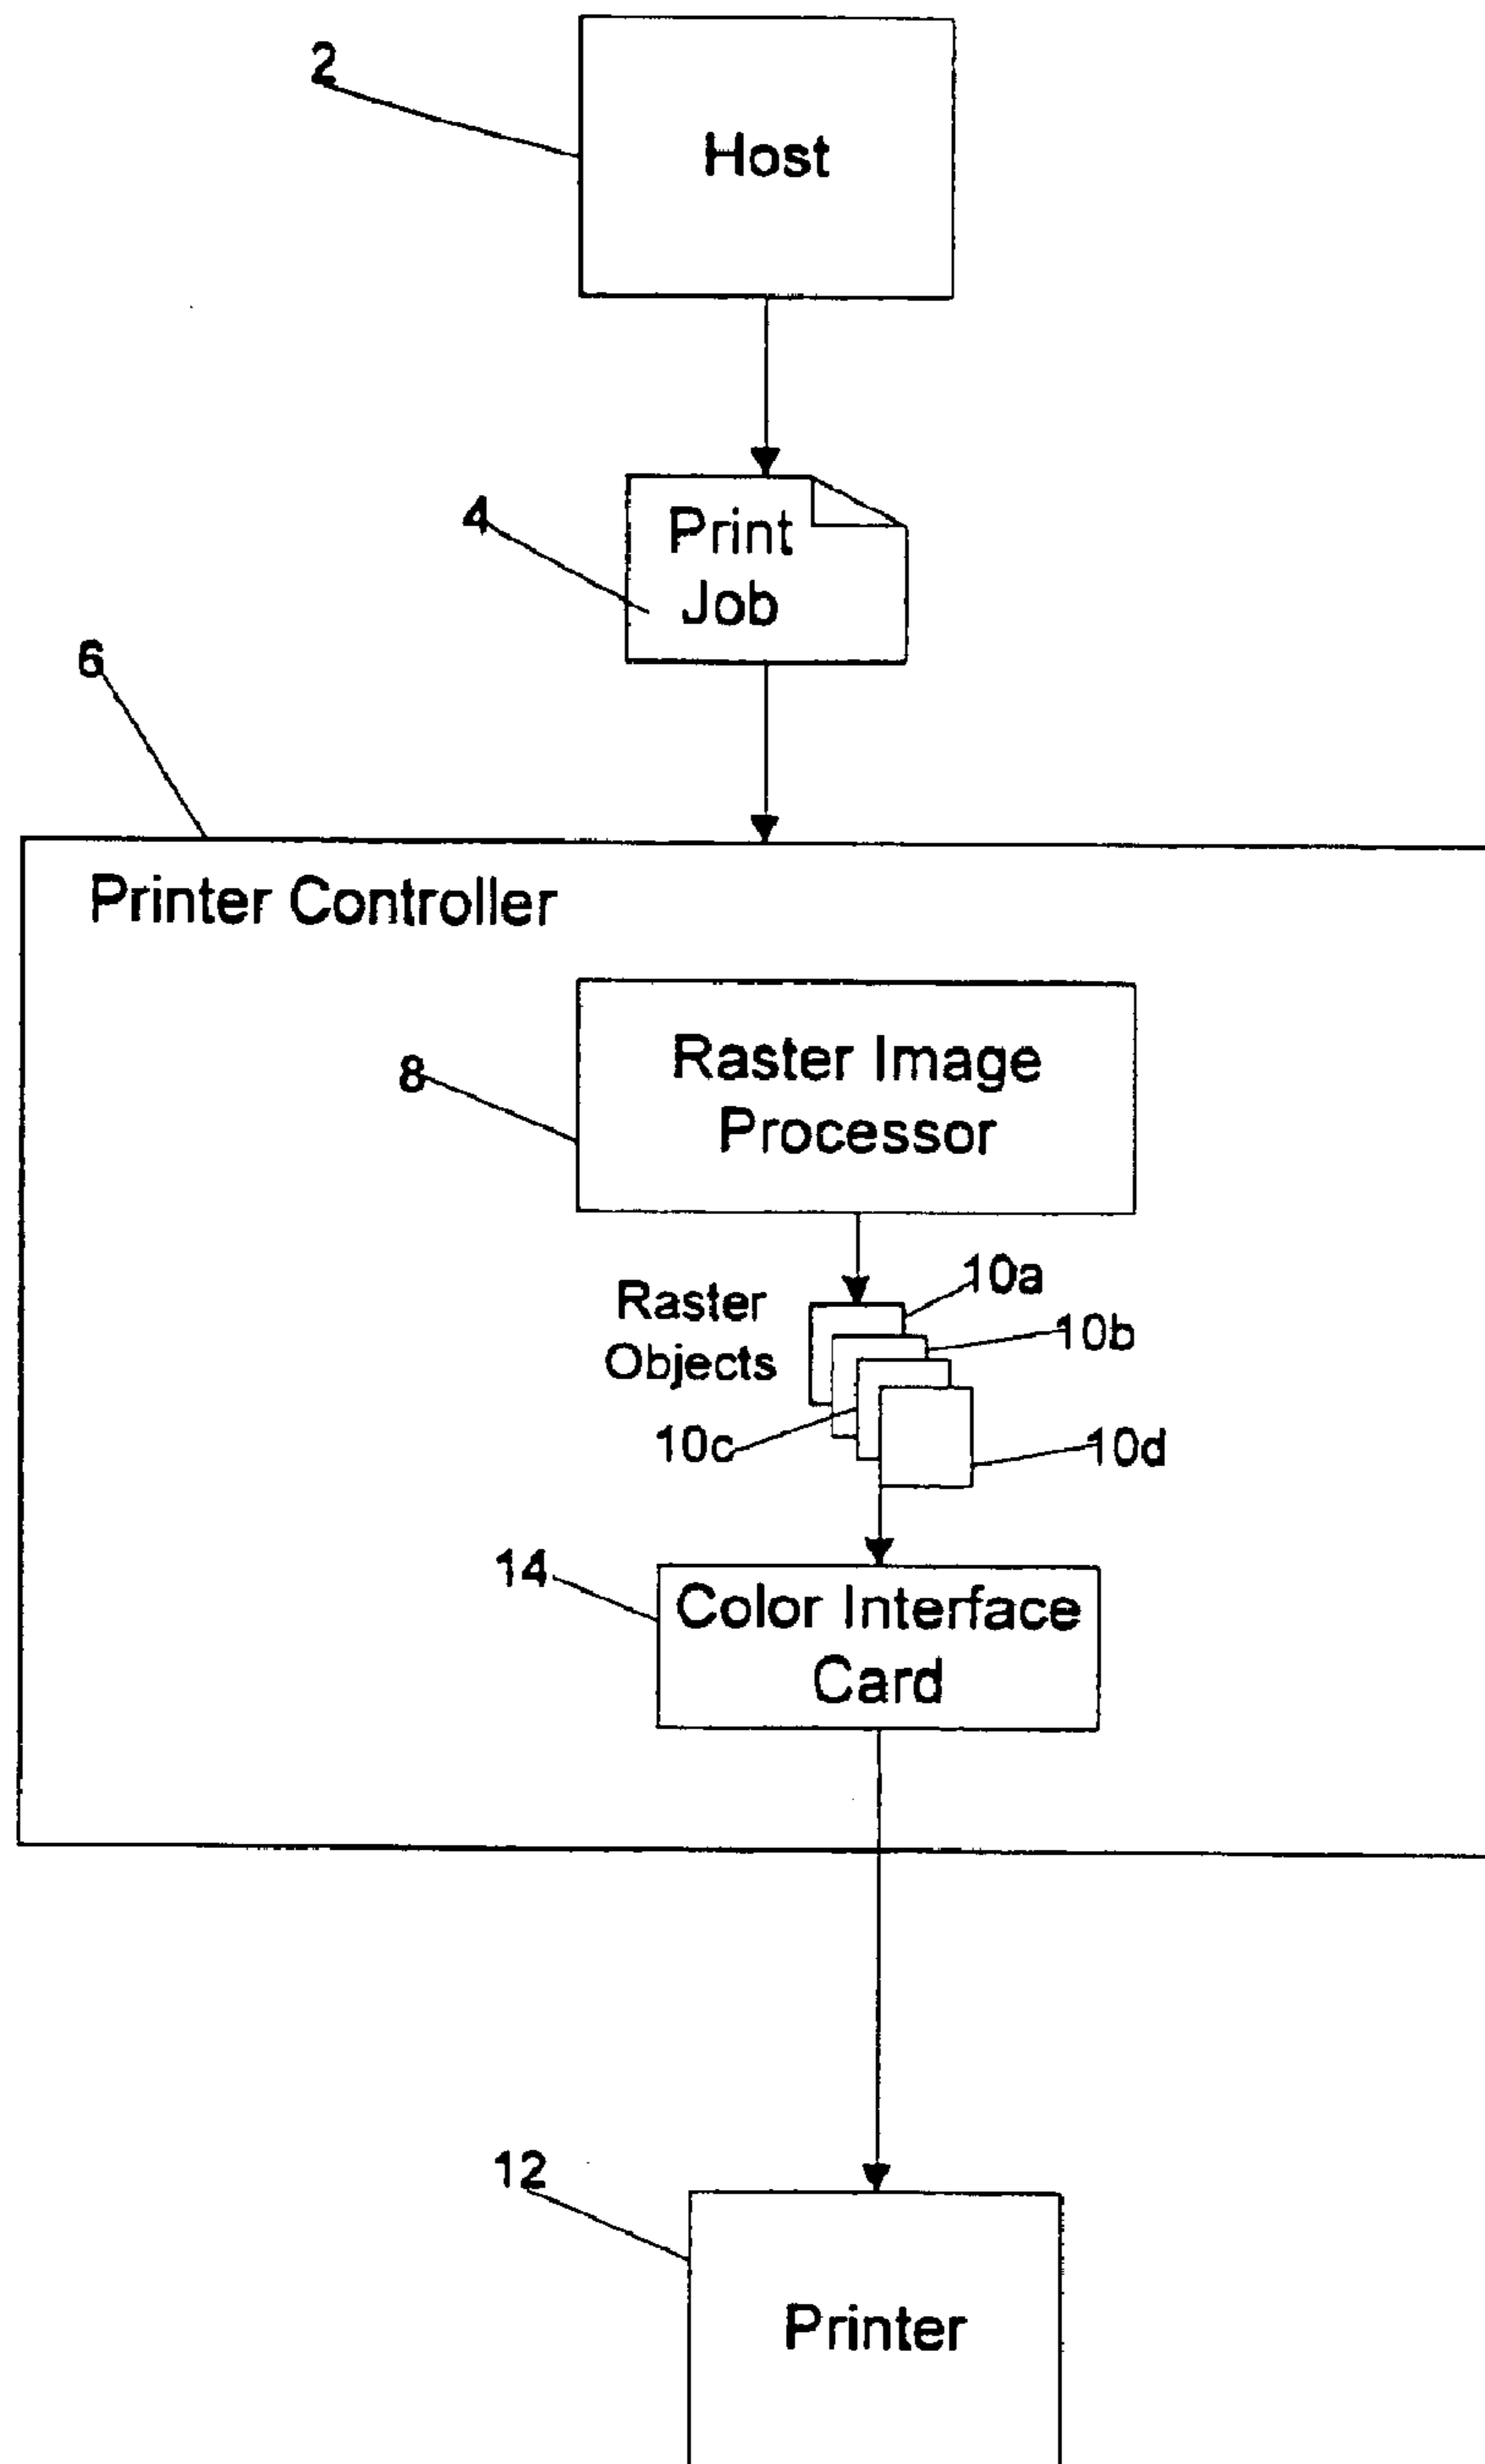 2
Host
4
Print
Job
6
Printer Controller
8
Raster Image
Processor
10a
Raster
Objects
10b
10c
10d
14
Color Interface
Card
12
Printer